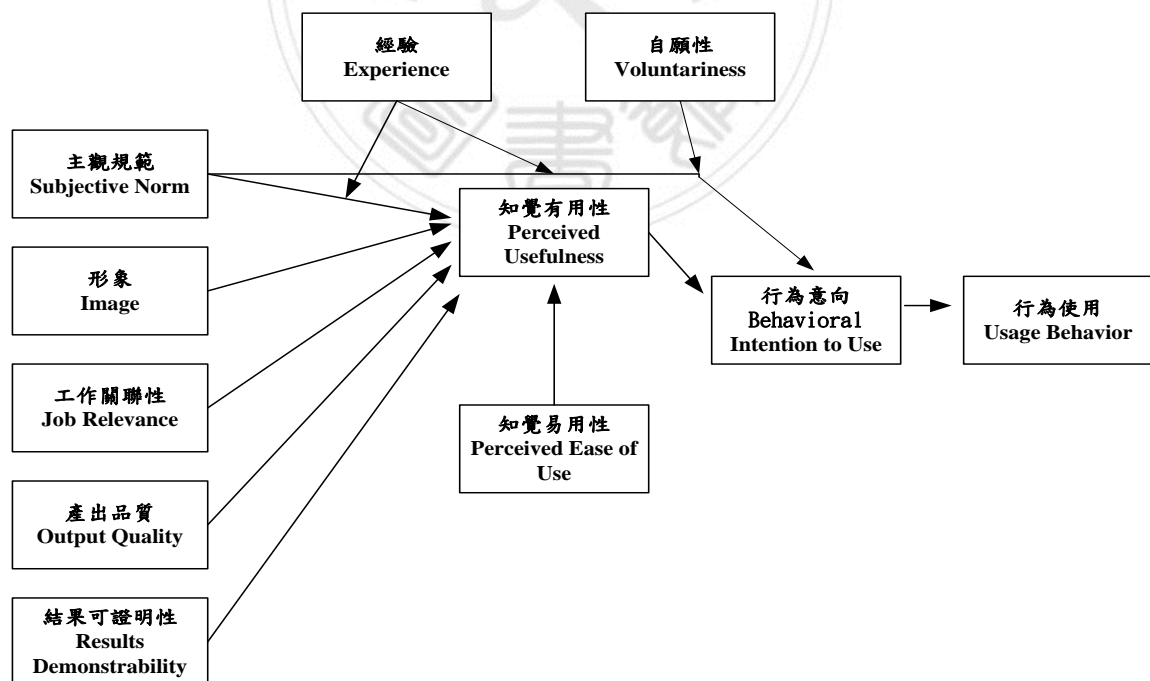 經驗
Experience
自願性
Voluntariness
主觀規範
Subjective Norm
知覺有用性
Perceived
Usefulness
形象
Image
行為意向
Behavioral
Intention to Use
行為使用
Usage Behavior
工作關聯性
Job Relevance
知覺易用性
Perceived Ease of
Use
產出品質
Output Quality
結果可證明性
Results
Demonstrability
書